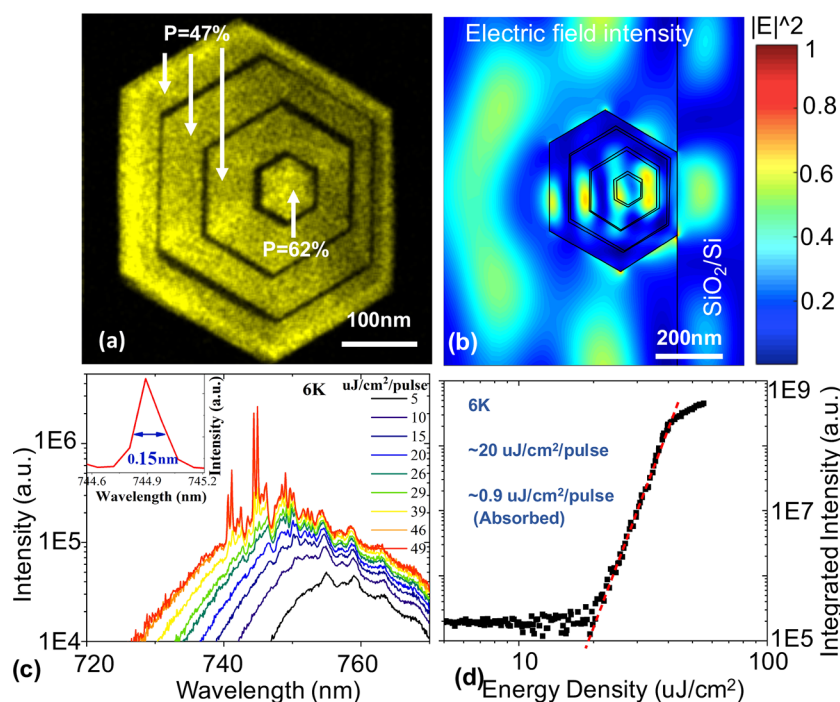 P=47%
P=62%
(a)
100nm
Electric field intensity
|E|^2
1
0.8
0.6
0.4
0.2
SiO₂/Si
(b)
200nm
6K
uJ/cm²/pulse
5
10
15
20
26
29
39
46
49
0.15nm
744.6
744.9
745.2
Wavelength (nm)
Intensity (a.u.)
1E6
1E5
1E4
Intensity (a.u.)
720
740
760
Wavelength (nm)
(c)
6K
~20 uJ/cm²/pulse
~0.9 uJ/cm²/pulse
(Absorbed)
1E9
1E7
1E5
Integrated Intensity (a.u.)
10
100
Energy Density (uJ/cm²)
(d)